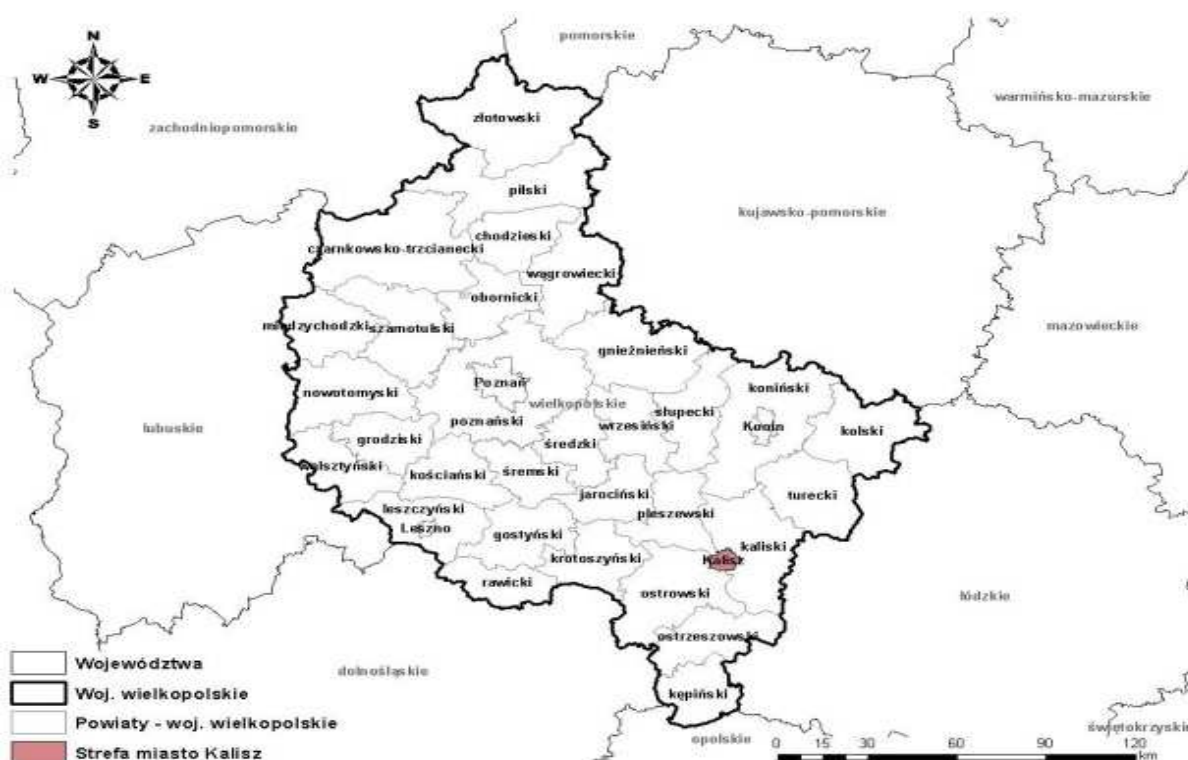 N
W E
S
pomorskie
warmińsko-mazurskie
zachodniopomorskie
złotowski
pilski
kujawsko-pomorskie
chodzieski
czarnkowsko-trzcianecki
wągrowiecki
obornicki
międzychodzki
szamotulski
mazowieckie
gnieźnieński
Poznań
koniński
nowotomyski
wielkopolskie
słupecki
poznański
wrzesiński
Konin
lubuskie
kolski
grodziski
średzki
wolsztyński
kościański
śremski
jarociński
turecki
leszczyński
pleszewski
Leszno
gostyński
kaliski
krotoszyński
Kalisz
rawicki
ostrowski
łódzkie
ostrzeszowski
dolnośląskie
kępiński
opolskie
świętokrzyskie
Województwa
Woj. wielkopolskie
Powiaty - woj. wielkopolskie
Strefa miasto Kalisz
0 15 30 60 90 120
km